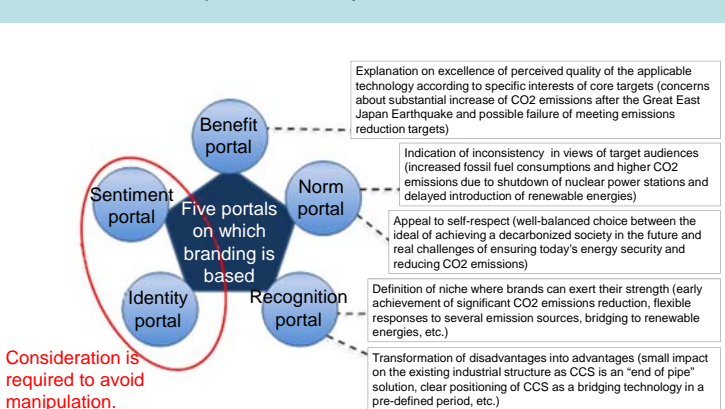 Explanation on excellence of perceived quality of the applicable
technology according to specific interests of core targets (concerns
about substantial increase of CO2 emissions after the Great East
Japan Earthquake and possible failure of meeting emissions
reduction targets)
Benefit
portal
Indication of inconsistency in views of target audiences
(increased fossil fuel consumptions and higher CO2
emissions due to shutdown of nuclear power stations and
delayed introduction of renewable energies)
Norm
portal
Appeal to self-respect (well-balanced choice between the
ideal of achieving a decarbonized society in the future and
real challenges of ensuring today's energy security and
reducing CO2 emissions)
Sentiment
portal
Five portals
on which
branding is
based
Identity
portal
Recognition
portal
Definition of niche where brands can exert their strength (early
achievement of significant CO2 emissions reduction, flexible
responses to several emission sources, bridging to renewable
energies, etc.)
Transformation of disadvantages into advantages (small impact
on the existing industrial structure as CCS is an “end of pipe”
solution, clear positioning of CCS as a bridging technology in a
pre-defined period, etc.)
Consideration is
required to avoid
manipulation.